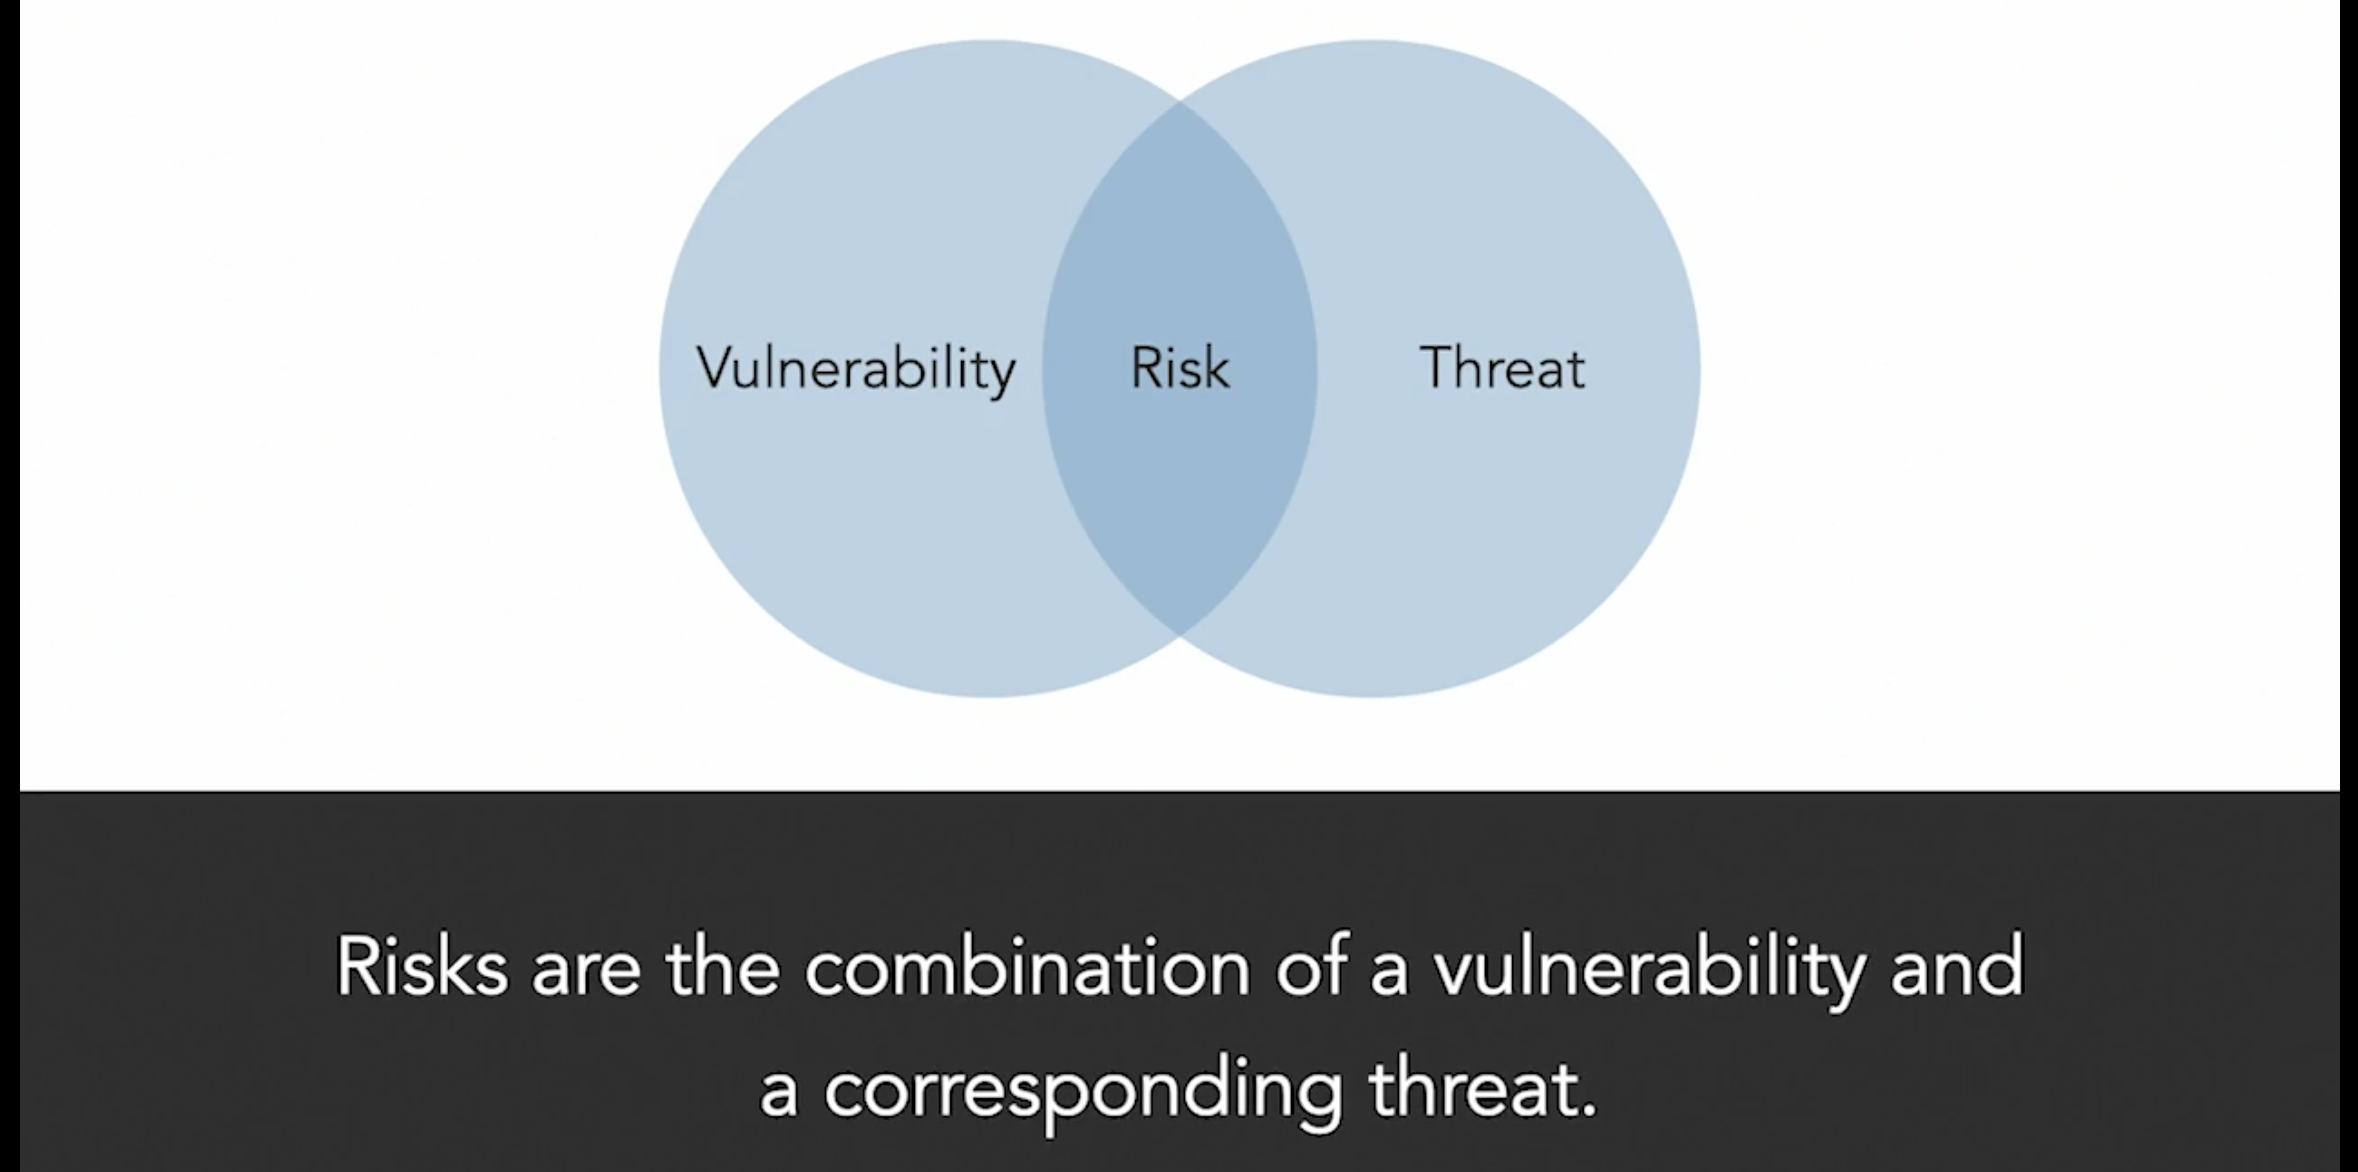 Vulnerability Risk Threat
Risks are the combination of a vulnerability and
a corresponding threat.